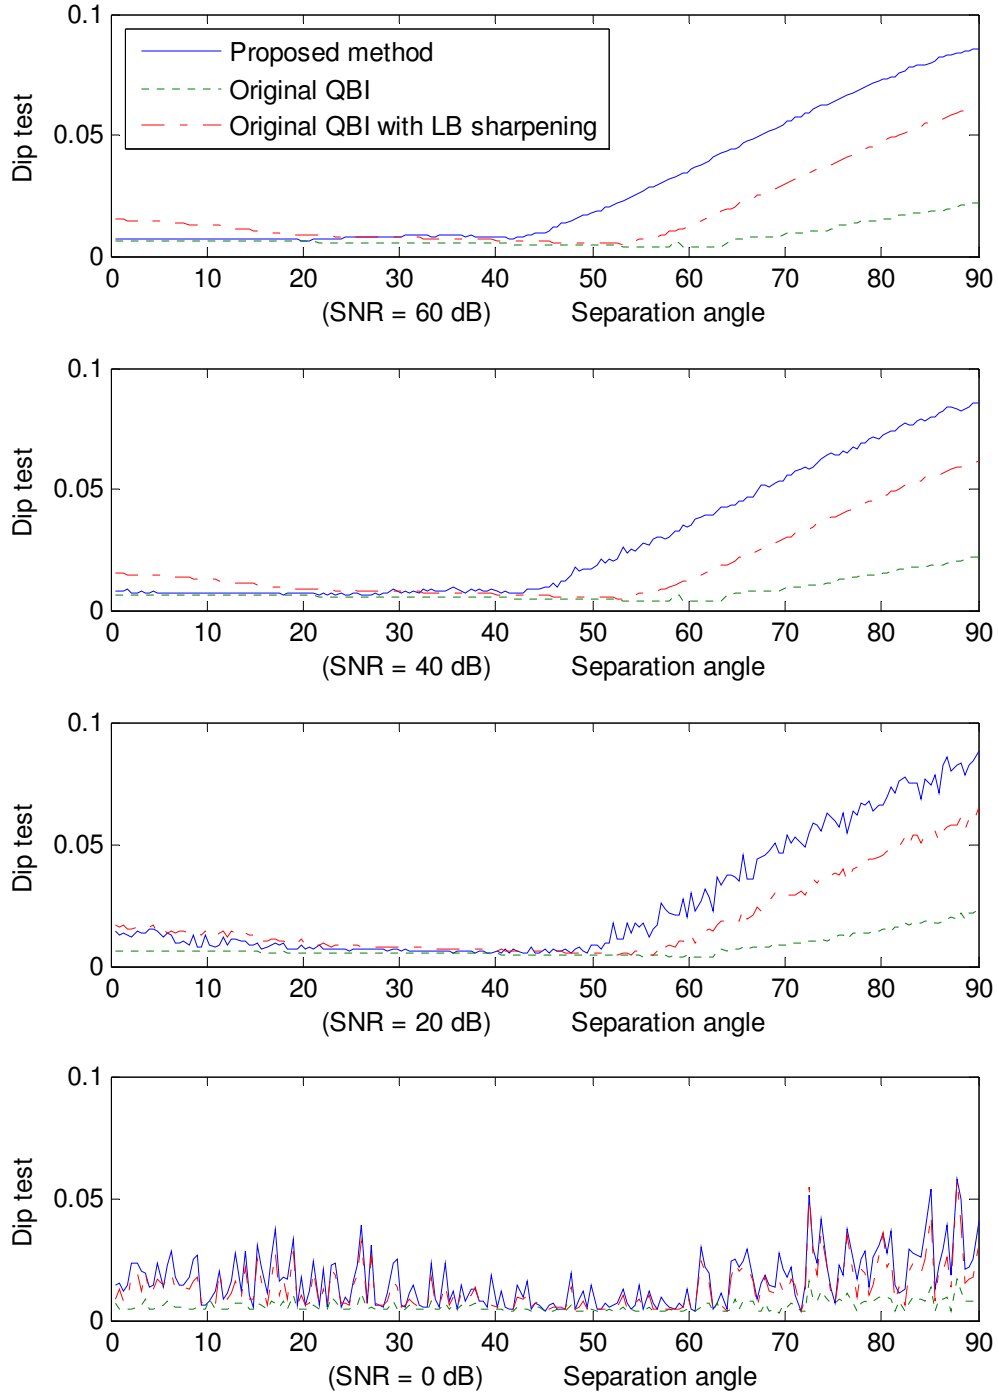 0.1
Proposed method
Original QBI
Original QBI with LB sharpening
Dip test
0.05
0
0 10 20 30 40 50 60 70 80 90
(SNR = 60 dB) Separation angle
0.1
Dip test
0.05
0
0 10 20 30 40 50 60 70 80 90
(SNR = 40 dB) Separation angle
0.1
Dip test
0.05
0
0 10 20 30 40 50 60 70 80 90
(SNR = 20 dB) Separation angle
0.1
Dip test
0.05
0
0 10 20 30 40 50 60 70 80 90
(SNR = 0 dB) Separation angle